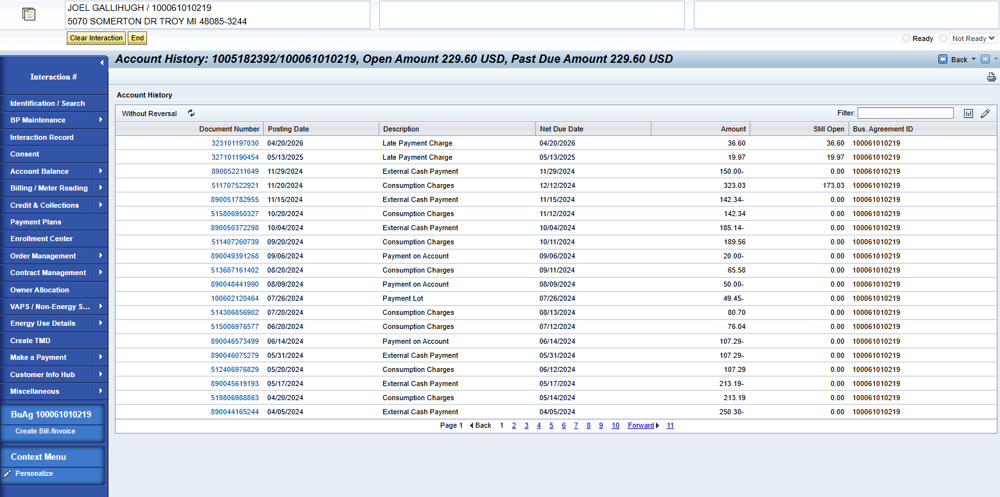 JOEL GALLIHUGH / 100061010219
5070 SOMERTON DR TROY MI 48085-3244
Clear Interaction End
Ready Not Ready
Account History: 1005182392/100061010219, Open Amount 229.60 USD, Past Due Amount 229.60 USD
Back
Interaction #
Identification / Search
BP Maintenance
Interaction Record
Consent
Account Balance
Billing / Meter Reading
Credit & Collections
Payment Plans
Enrollment Center
Order Management
Contract Management
Owner Allocation
VAPS / Non-Energy S...
Energy Use Details
Create TMD
Make a Payment
Customer Info Hub
Miscellaneous
BuAg 100061010219
Create Bill /Invoice
Context Menu
Personalize
Account History
Without Reversal Filter:
Document Number Posting Date Description Net Due Date Amount Still Open Bus. Agreement ID
323101197030 04/20/2026 Late Payment Charge 04/20/2026 36.60 36.60 100061010219
327101190454 05/13/2025 Late Payment Charge 05/13/2025 19.97 19.97 100061010219
890052211649 11/29/2024 External Cash Payment 11/29/2024 150.00- 0.00 100061010219
511707522921 11/20/2024 Consumption Charges 12/12/2024 323.03 173.03 100061010219
890051782955 11/15/2024 External Cash Payment 11/15/2024 142.34- 0.00 100061010219
515806950327 10/20/2024 Consumption Charges 11/12/2024 142.34 0.00 100061010219
890050372298 10/04/2024 External Cash Payment 10/04/2024 185.14- 0.00 100061010219
511407260739 09/20/2024 Consumption Charges 10/11/2024 189.56 0.00 100061010219
890049391268 09/06/2024 Payment on Account 09/06/2024 20.00- 0.00 100061010219
513607161402 08/20/2024 Consumption Charges 09/11/2024 65.58 0.00 100061010219
890048441990 08/09/2024 Payment on Account 08/09/2024 50.00- 0.00 100061010219
100602120464 07/26/2024 Payment Lot 07/26/2024 49.45- 0.00 100061010219
514306856902 07/20/2024 Consumption Charges 08/13/2024 80.70 0.00 100061010219
515006976577 06/20/2024 Consumption Charges 07/12/2024 76.04 0.00 100061010219
890046573499 06/14/2024 Payment on Account 06/14/2024 107.29- 0.00 100061010219
890046075279 05/31/2024 External Cash Payment 05/31/2024 107.29- 0.00 100061010219
512406976829 05/20/2024 Consumption Charges 06/12/2024 107.29 0.00 100061010219
890045619193 05/17/2024 External Cash Payment 05/17/2024 213.19- 0.00 100061010219
519806988863 04/20/2024 Consumption Charges 05/14/2024 213.19 0.00 100061010219
890044165244 04/05/2024 External Cash Payment 04/05/2024 250.30- 0.00 100061010219
Page 1 Back 1 2 3 4 5 6 7 8 9 10 Forward 11